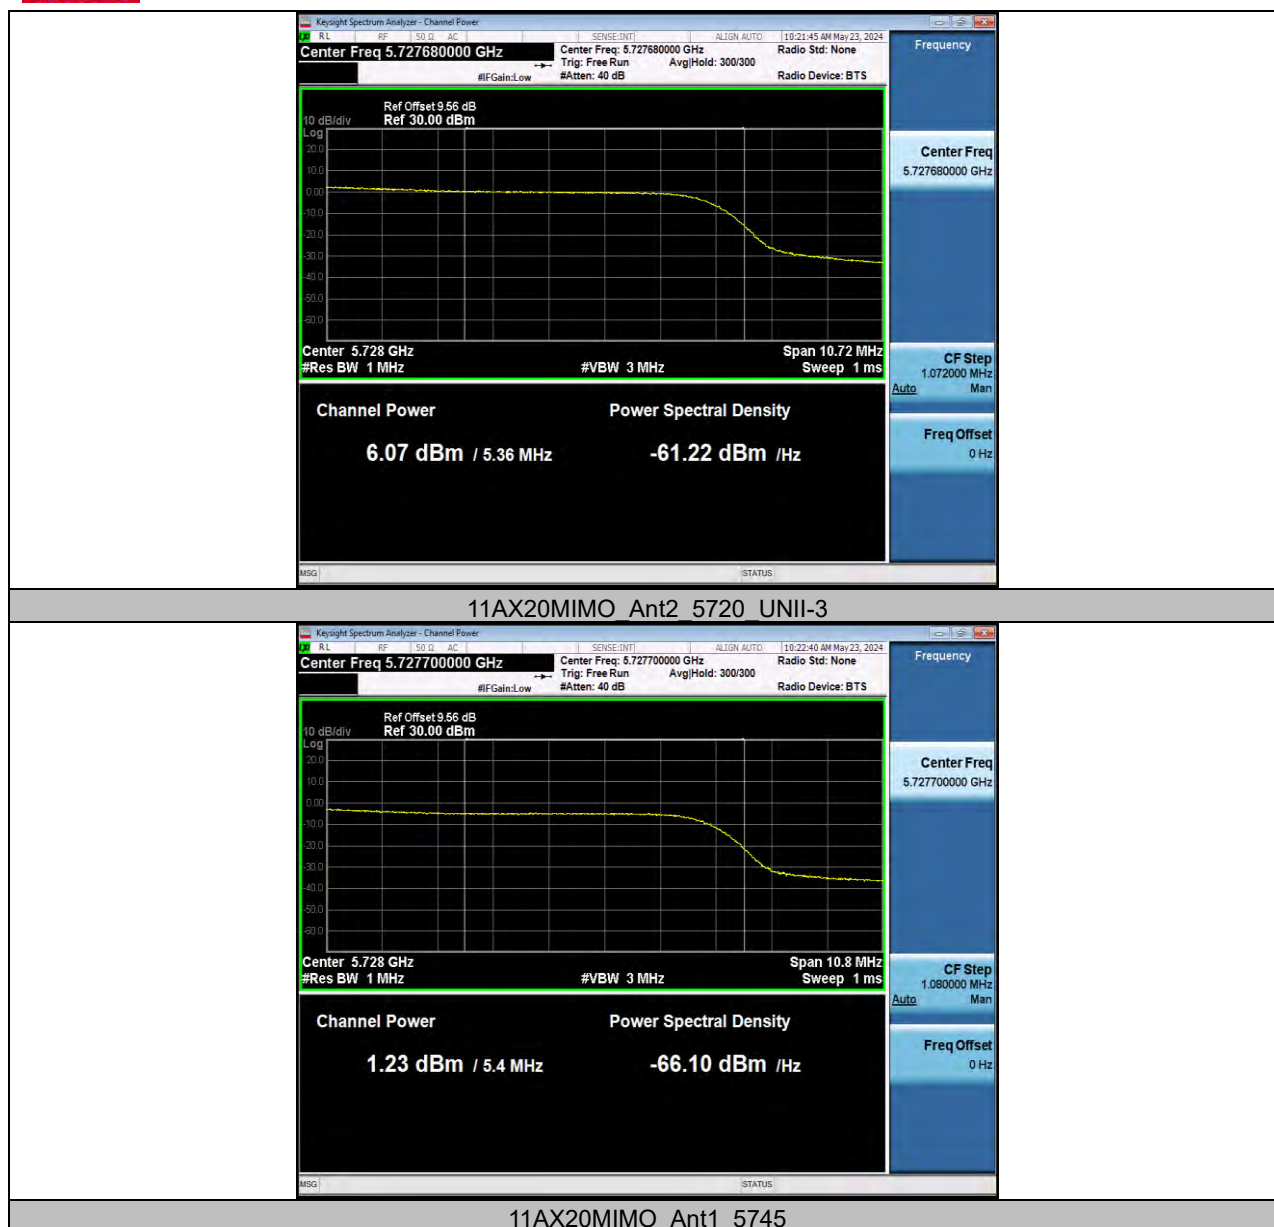 Keysight Spectrum Analyzer - Channel Power
RL RF 50 Ω AC SENSE:INT ALIGN AUTO 10:21:45 AM May 23, 2024
Center Freq 5.727680000 GHz
Center Freq: 5.727680000 GHz
Radio Std: None
Trig: Free Run Avg|Hold: 300/300
#IFGain:Low
#Atten: 40 dB
Radio Device: BTS
Frequency
Ref Offset 9.56 dB
10 dB/div Ref 30.00 dBm
Log
20.0
10.0
0.00
-10.0
-20.0
-30.0
-40.0
-50.0
-60.0
Center 5.728 GHz Span 10.72 MHz
#Res BW 1 MHz #VBW 3 MHz Sweep 1 ms
Center Freq
5.727680000 GHz
CF Step
1.072000 MHz
Auto Man
Freq Offset
0 Hz
Channel Power Power Spectral Density
6.07 dBm / 5.36 MHz -61.22 dBm /Hz
MSG STATUS
11AX20MIMO_Ant2_5720_UNII-3
Keysight Spectrum Analyzer - Channel Power
RL RF 50 Ω AC SENSE:INT ALIGN AUTO 10:22:40 AM May 23, 2024
Center Freq 5.727700000 GHz
Center Freq: 5.727700000 GHz
Radio Std: None
Trig: Free Run Avg|Hold: 300/300
#IFGain:Low
#Atten: 40 dB
Radio Device: BTS
Frequency
Ref Offset 9.56 dB
10 dB/div Ref 30.00 dBm
Log
20.0
10.0
0.00
-10.0
-20.0
-30.0
-40.0
-50.0
-60.0
Center 5.728 GHz Span 10.8 MHz
#Res BW 1 MHz #VBW 3 MHz Sweep 1 ms
Center Freq
5.727700000 GHz
CF Step
1.080000 MHz
Auto Man
Freq Offset
0 Hz
Channel Power Power Spectral Density
1.23 dBm / 5.4 MHz -66.10 dBm /Hz
MSG STATUS
11AX20MIMO_Ant1_5745